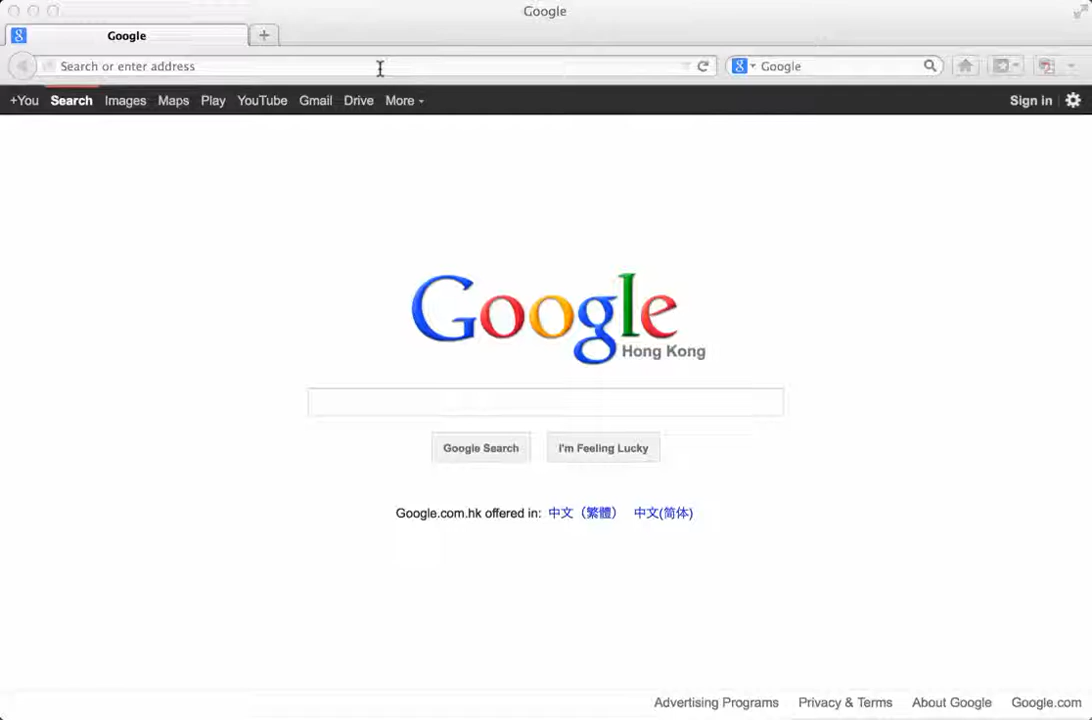 Google
Google
Search or enter address
Google
+You Search Images Maps Play YouTube Gmail Drive More
Sign in
Google
Hong Kong
Google Search
I'm Feeling Lucky
Google.com.hk offered in: 中文（繁體） 中文(简体)
Advertising Programs Privacy & Terms About Google Google.com